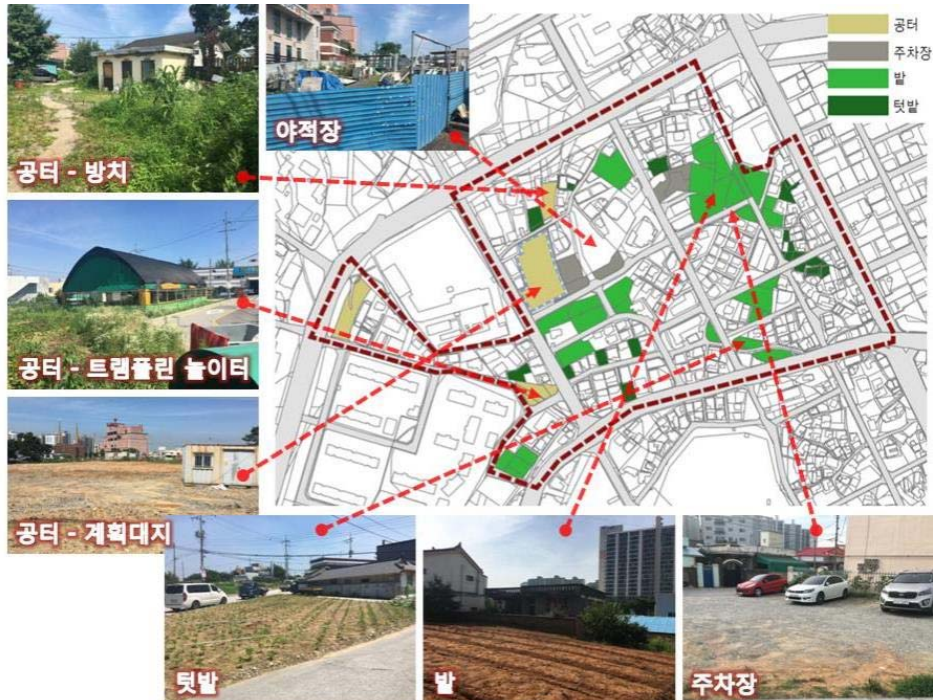 공터 - 방치
야적장
공터
주차장
밭
텃밭
공터 - 트램플린 놀이터
공터 - 계획대지
텃밭
밭
주차장